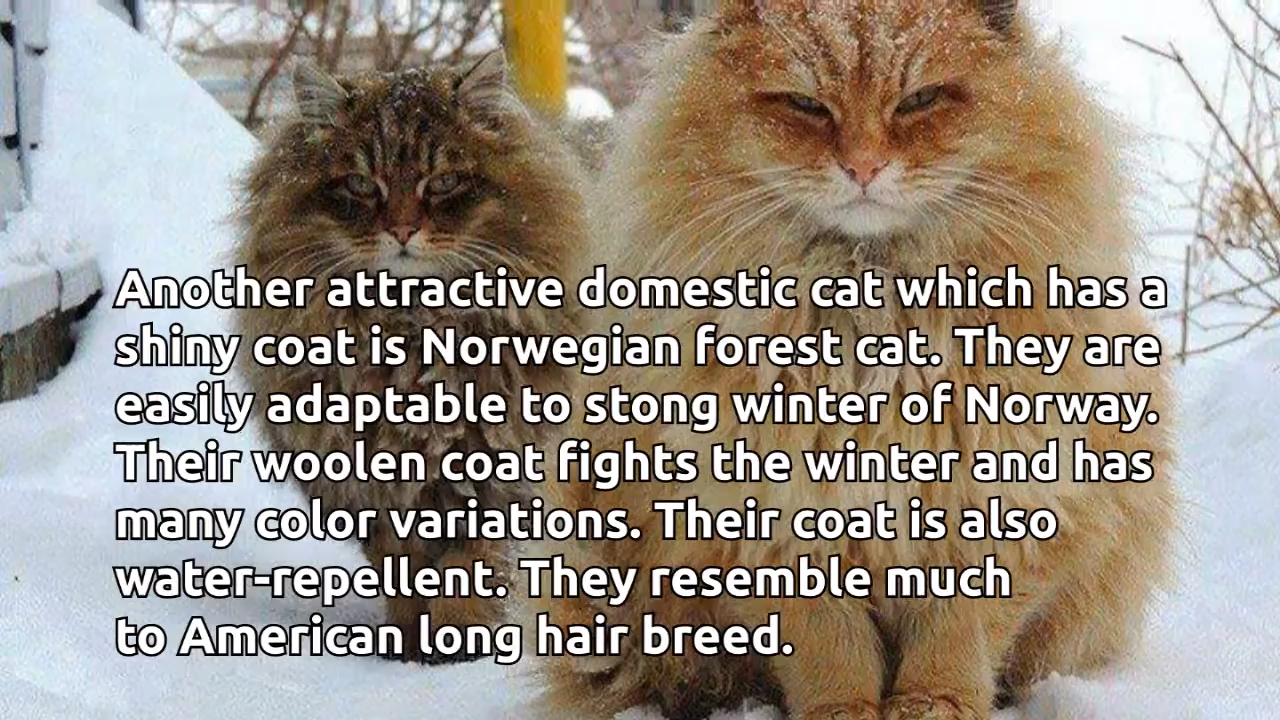 Another attractive domestic cat which has a
shiny coat is Norwegian forest cat. They are
easily adaptable to stong winter of Norway.
Their woolen coat fights the winter and has
many color variations. Their coat is also
water-repellent. They resemble much
to American long hair breed.